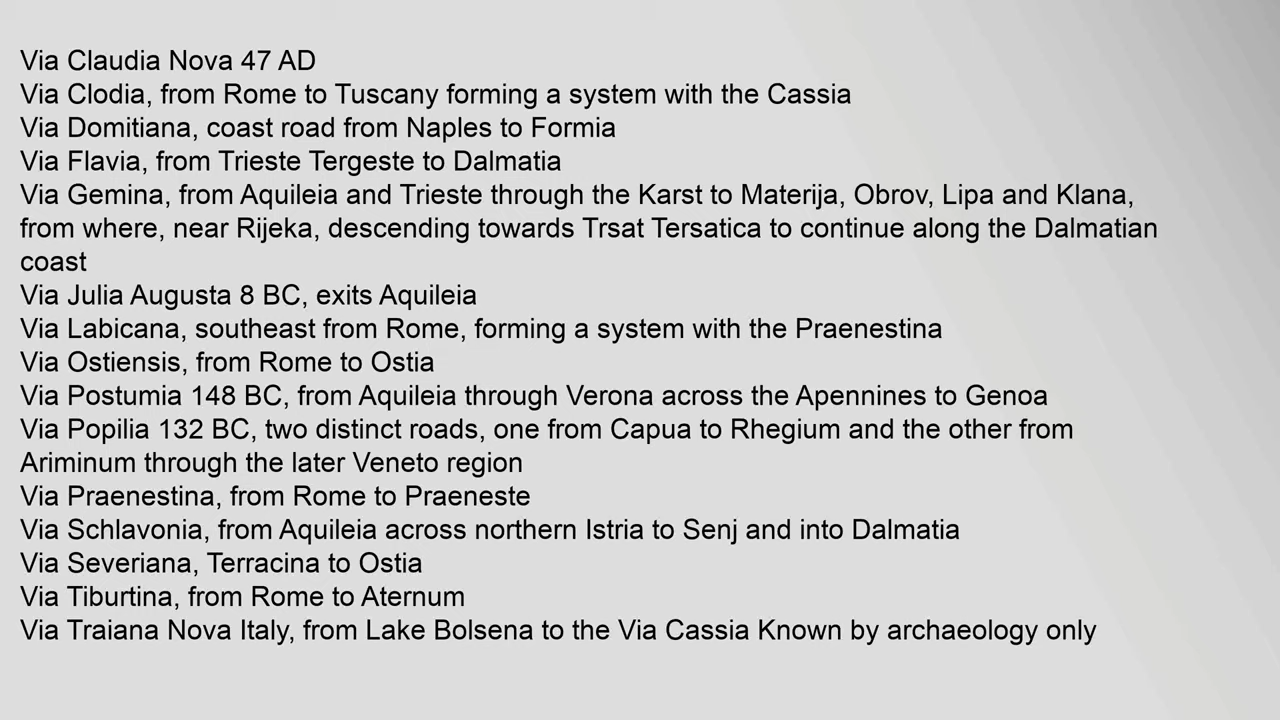 Via Claudia Nova 47 AD
Via Clodia, from Rome to Tuscany forming a system with the Cassia
Via Domitiana, coast road from Naples to Formia
Via Flavia, from Trieste Tergeste to Dalmatia
Via Gemina, from Aquileia and Trieste through the Karst to Materija, Obrov, Lipa and Klana,
from where, near Rijeka, descending towards Trsat Tersatica to continue along the Dalmatian
coast
Via Julia Augusta 8 BC, exits Aquileia
Via Labicana, southeast from Rome, forming a system with the Praenestina
Via Ostiensis, from Rome to Ostia
Via Postumia 148 BC, from Aquileia through Verona across the Apennines to Genoa
Via Popilia 132 BC, two distinct roads, one from Capua to Rhegium and the other from
Ariminum through the later Veneto region
Via Praenestina, from Rome to Praeneste
Via Schlavonia, from Aquileia across northern Istria to Senj and into Dalmatia
Via Severiana, Terracina to Ostia
Via Tiburtina, from Rome to Aternum
Via Traiana Nova Italy, from Lake Bolsena to the Via Cassia Known by archaeology only